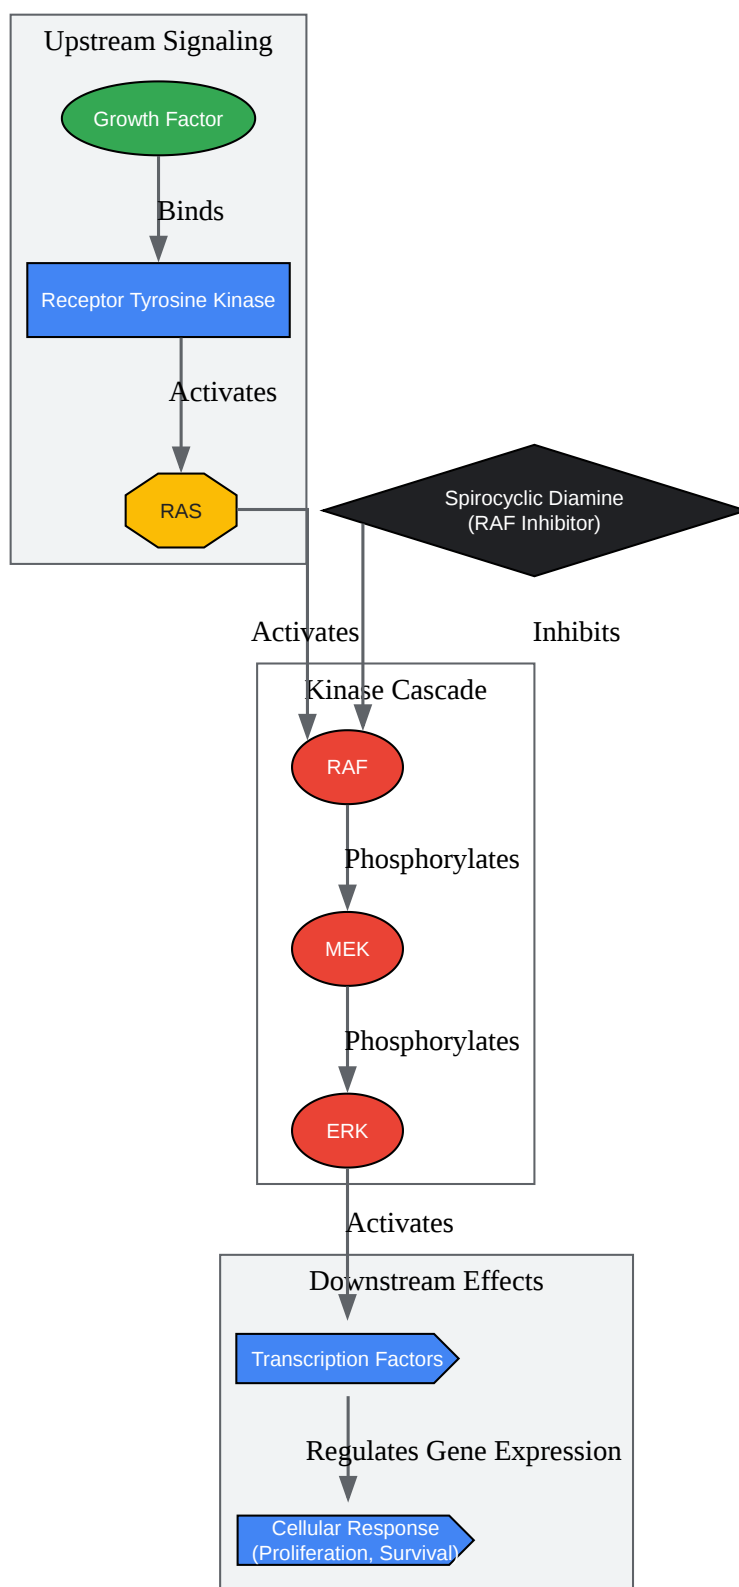 Upstream Signaling
Growth Factor
Binds
Receptor Tyrosine Kinase
Activates
RAS
Spirocyclic Diamine
(RAF Inhibitor)
Activates
Inhibits
Kinase Cascade
RAF
Phosphorylates
MEK
Phosphorylates
ERK
Activates
Downstream Effects
Transcription Factors
Regulates Gene Expression
Cellular Response
(Proliferation, Survival)